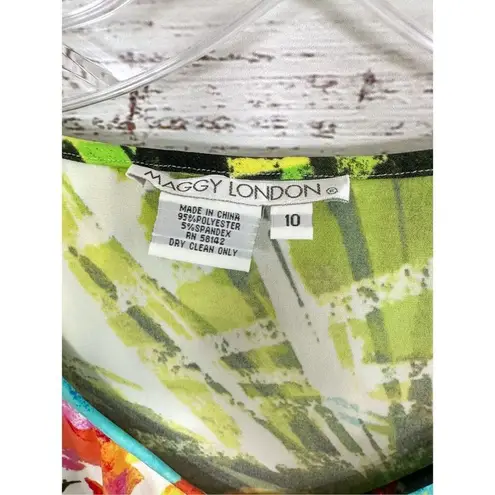 MAGGY LONDON®
10
MADE IN CHINA
95%POLYESTER
5%SPANDEX
RN 58142
DRY CLEAN ONLY